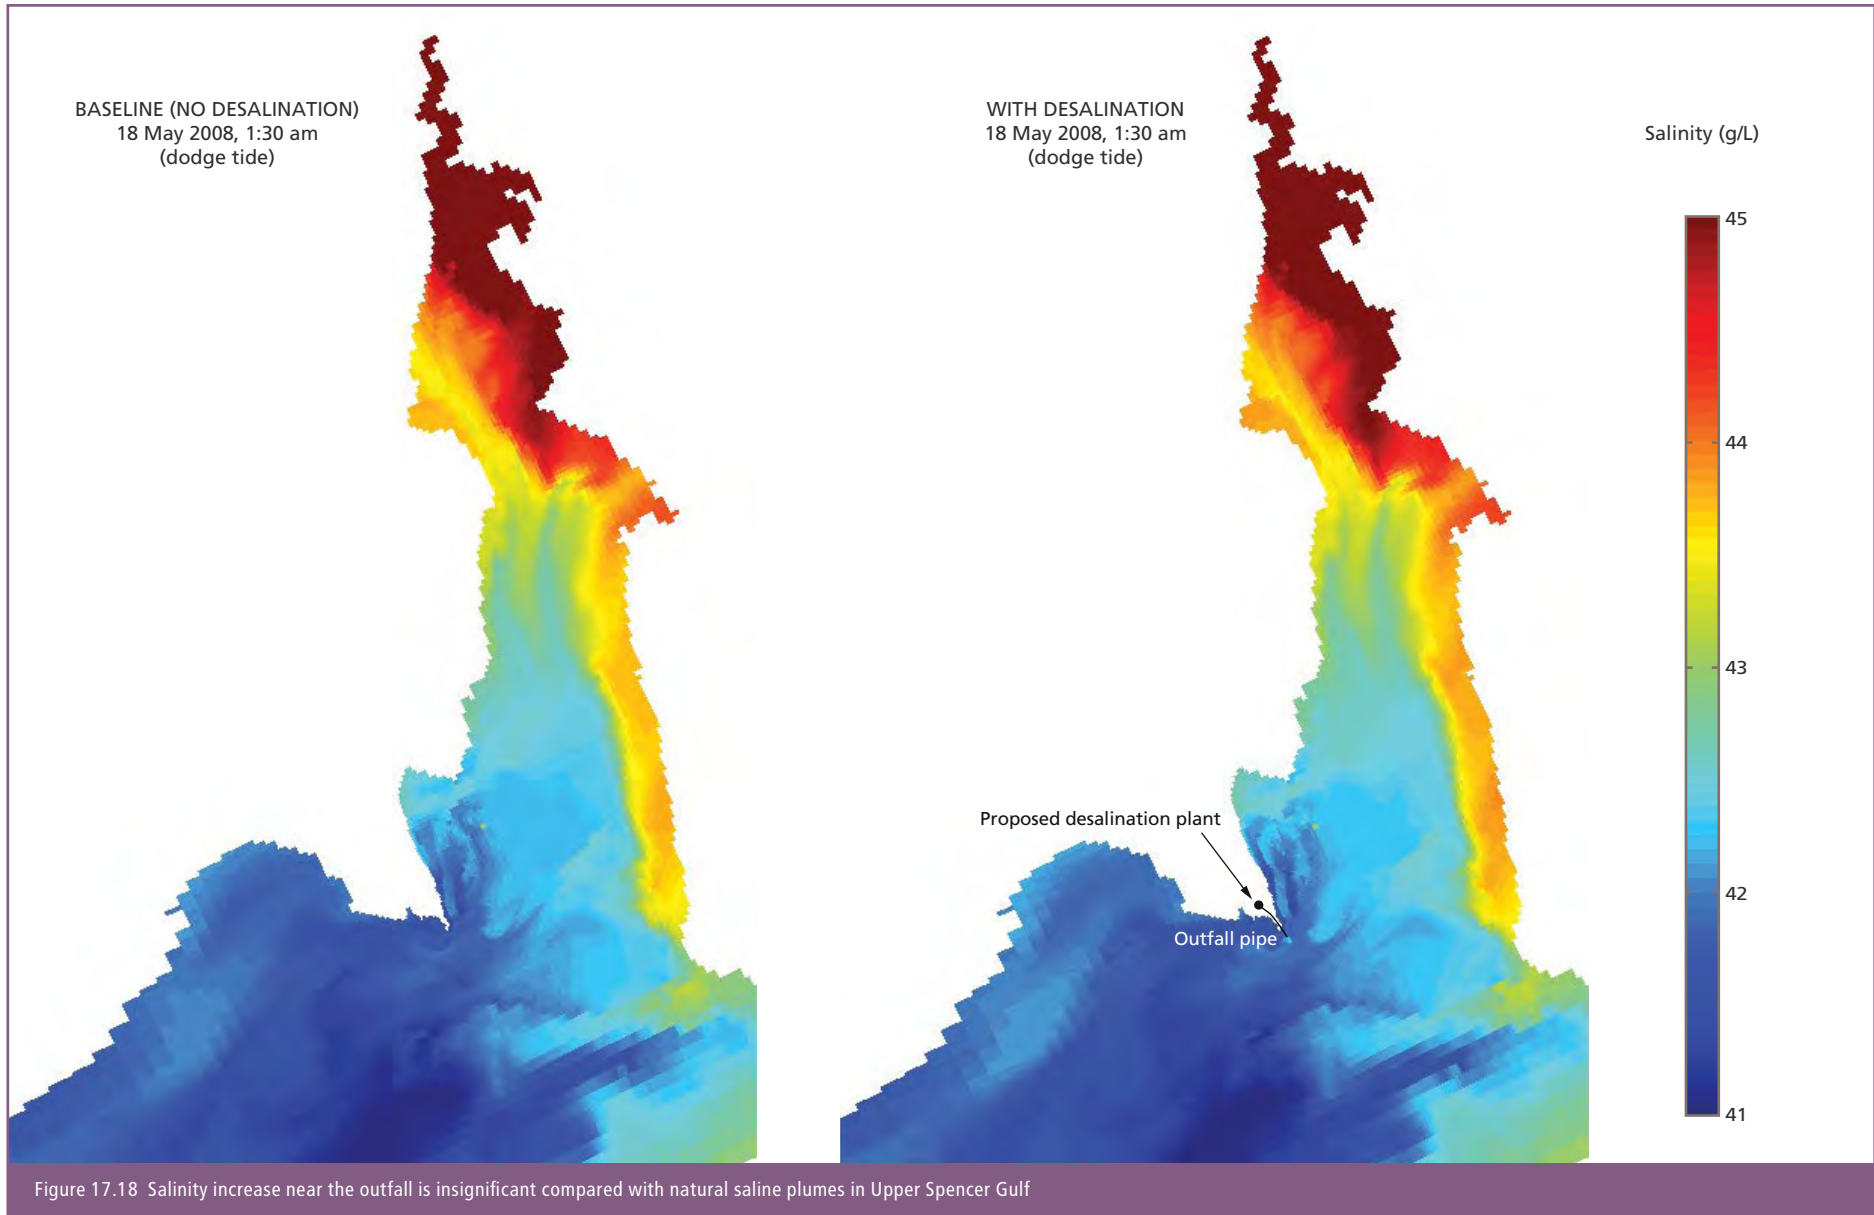 BASELINE (NO DESALINATION)
18 May 2008, 1:30 am
(dodge tide)
WITH DESALINATION
18 May 2008, 1:30 am
(dodge tide)
Salinity (g/L)
45
44
43
42
41
Proposed desalination plant
Outfall pipe
Figure 17.18 Salinity increase near the outfall is insignificant compared with natural saline plumes in Upper Spencer Gulf